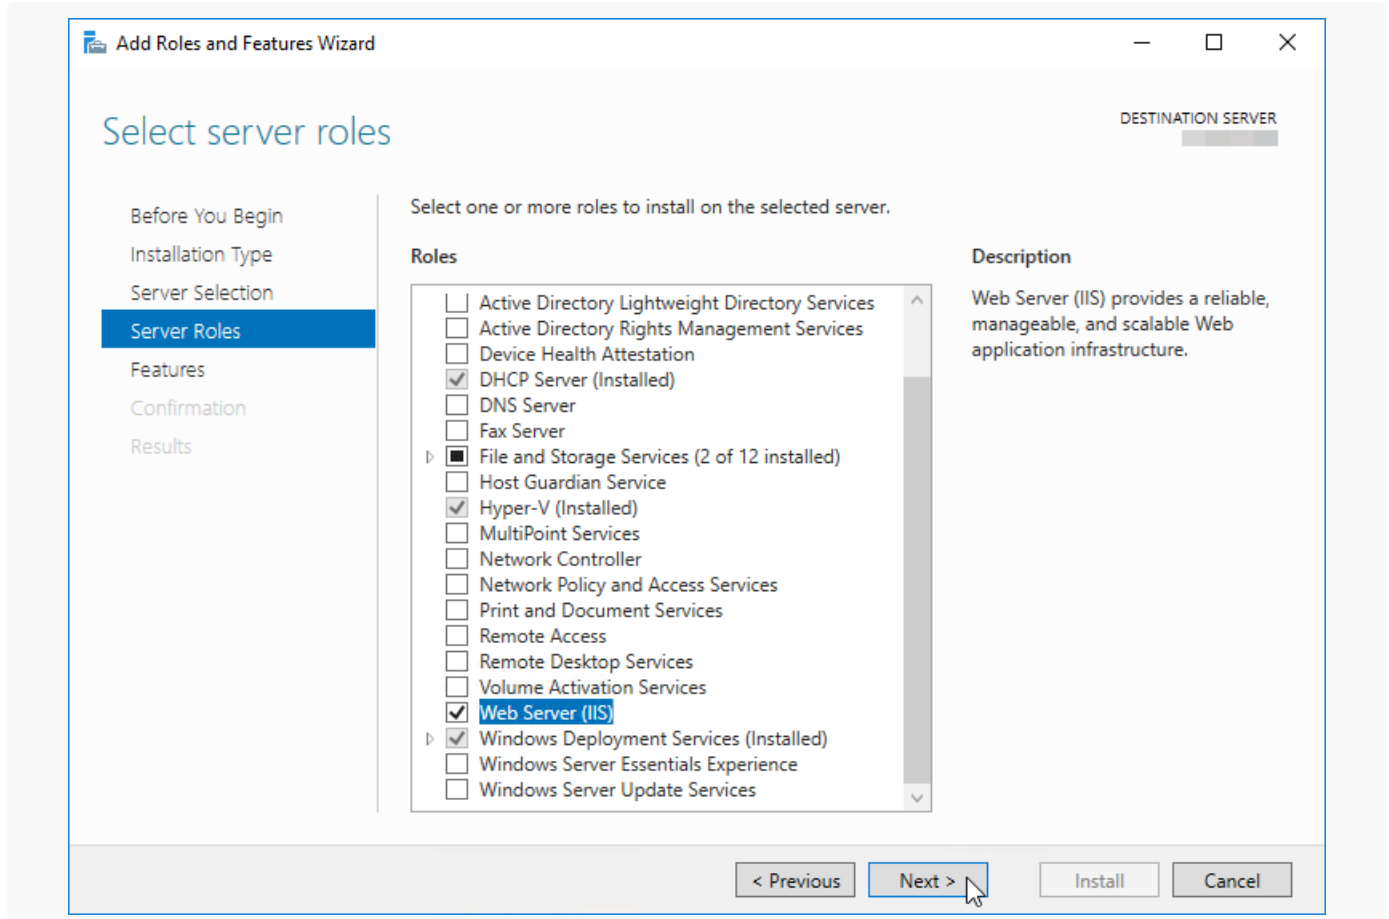 Add Roles and Features Wizard
Select server roles
DESTINATION SERVER
Before You Begin
Installation Type
Server Selection
Server Roles
Features
Confirmation
Results
Select one or more roles to install on the selected server.
Roles
Active Directory Lightweight Directory Services
Active Directory Rights Management Services
Device Health Attestation
DHCP Server (Installed)
DNS Server
Fax Server
File and Storage Services (2 of 12 installed)
Host Guardian Service
Hyper-V (Installed)
MultiPoint Services
Network Controller
Network Policy and Access Services
Print and Document Services
Remote Access
Remote Desktop Services
Volume Activation Services
Web Server (IIS)
Windows Deployment Services (Installed)
Windows Server Essentials Experience
Windows Server Update Services
Description
Web Server (IIS) provides a reliable,
manageable, and scalable Web
application infrastructure.
< Previous
Next >
Install
Cancel